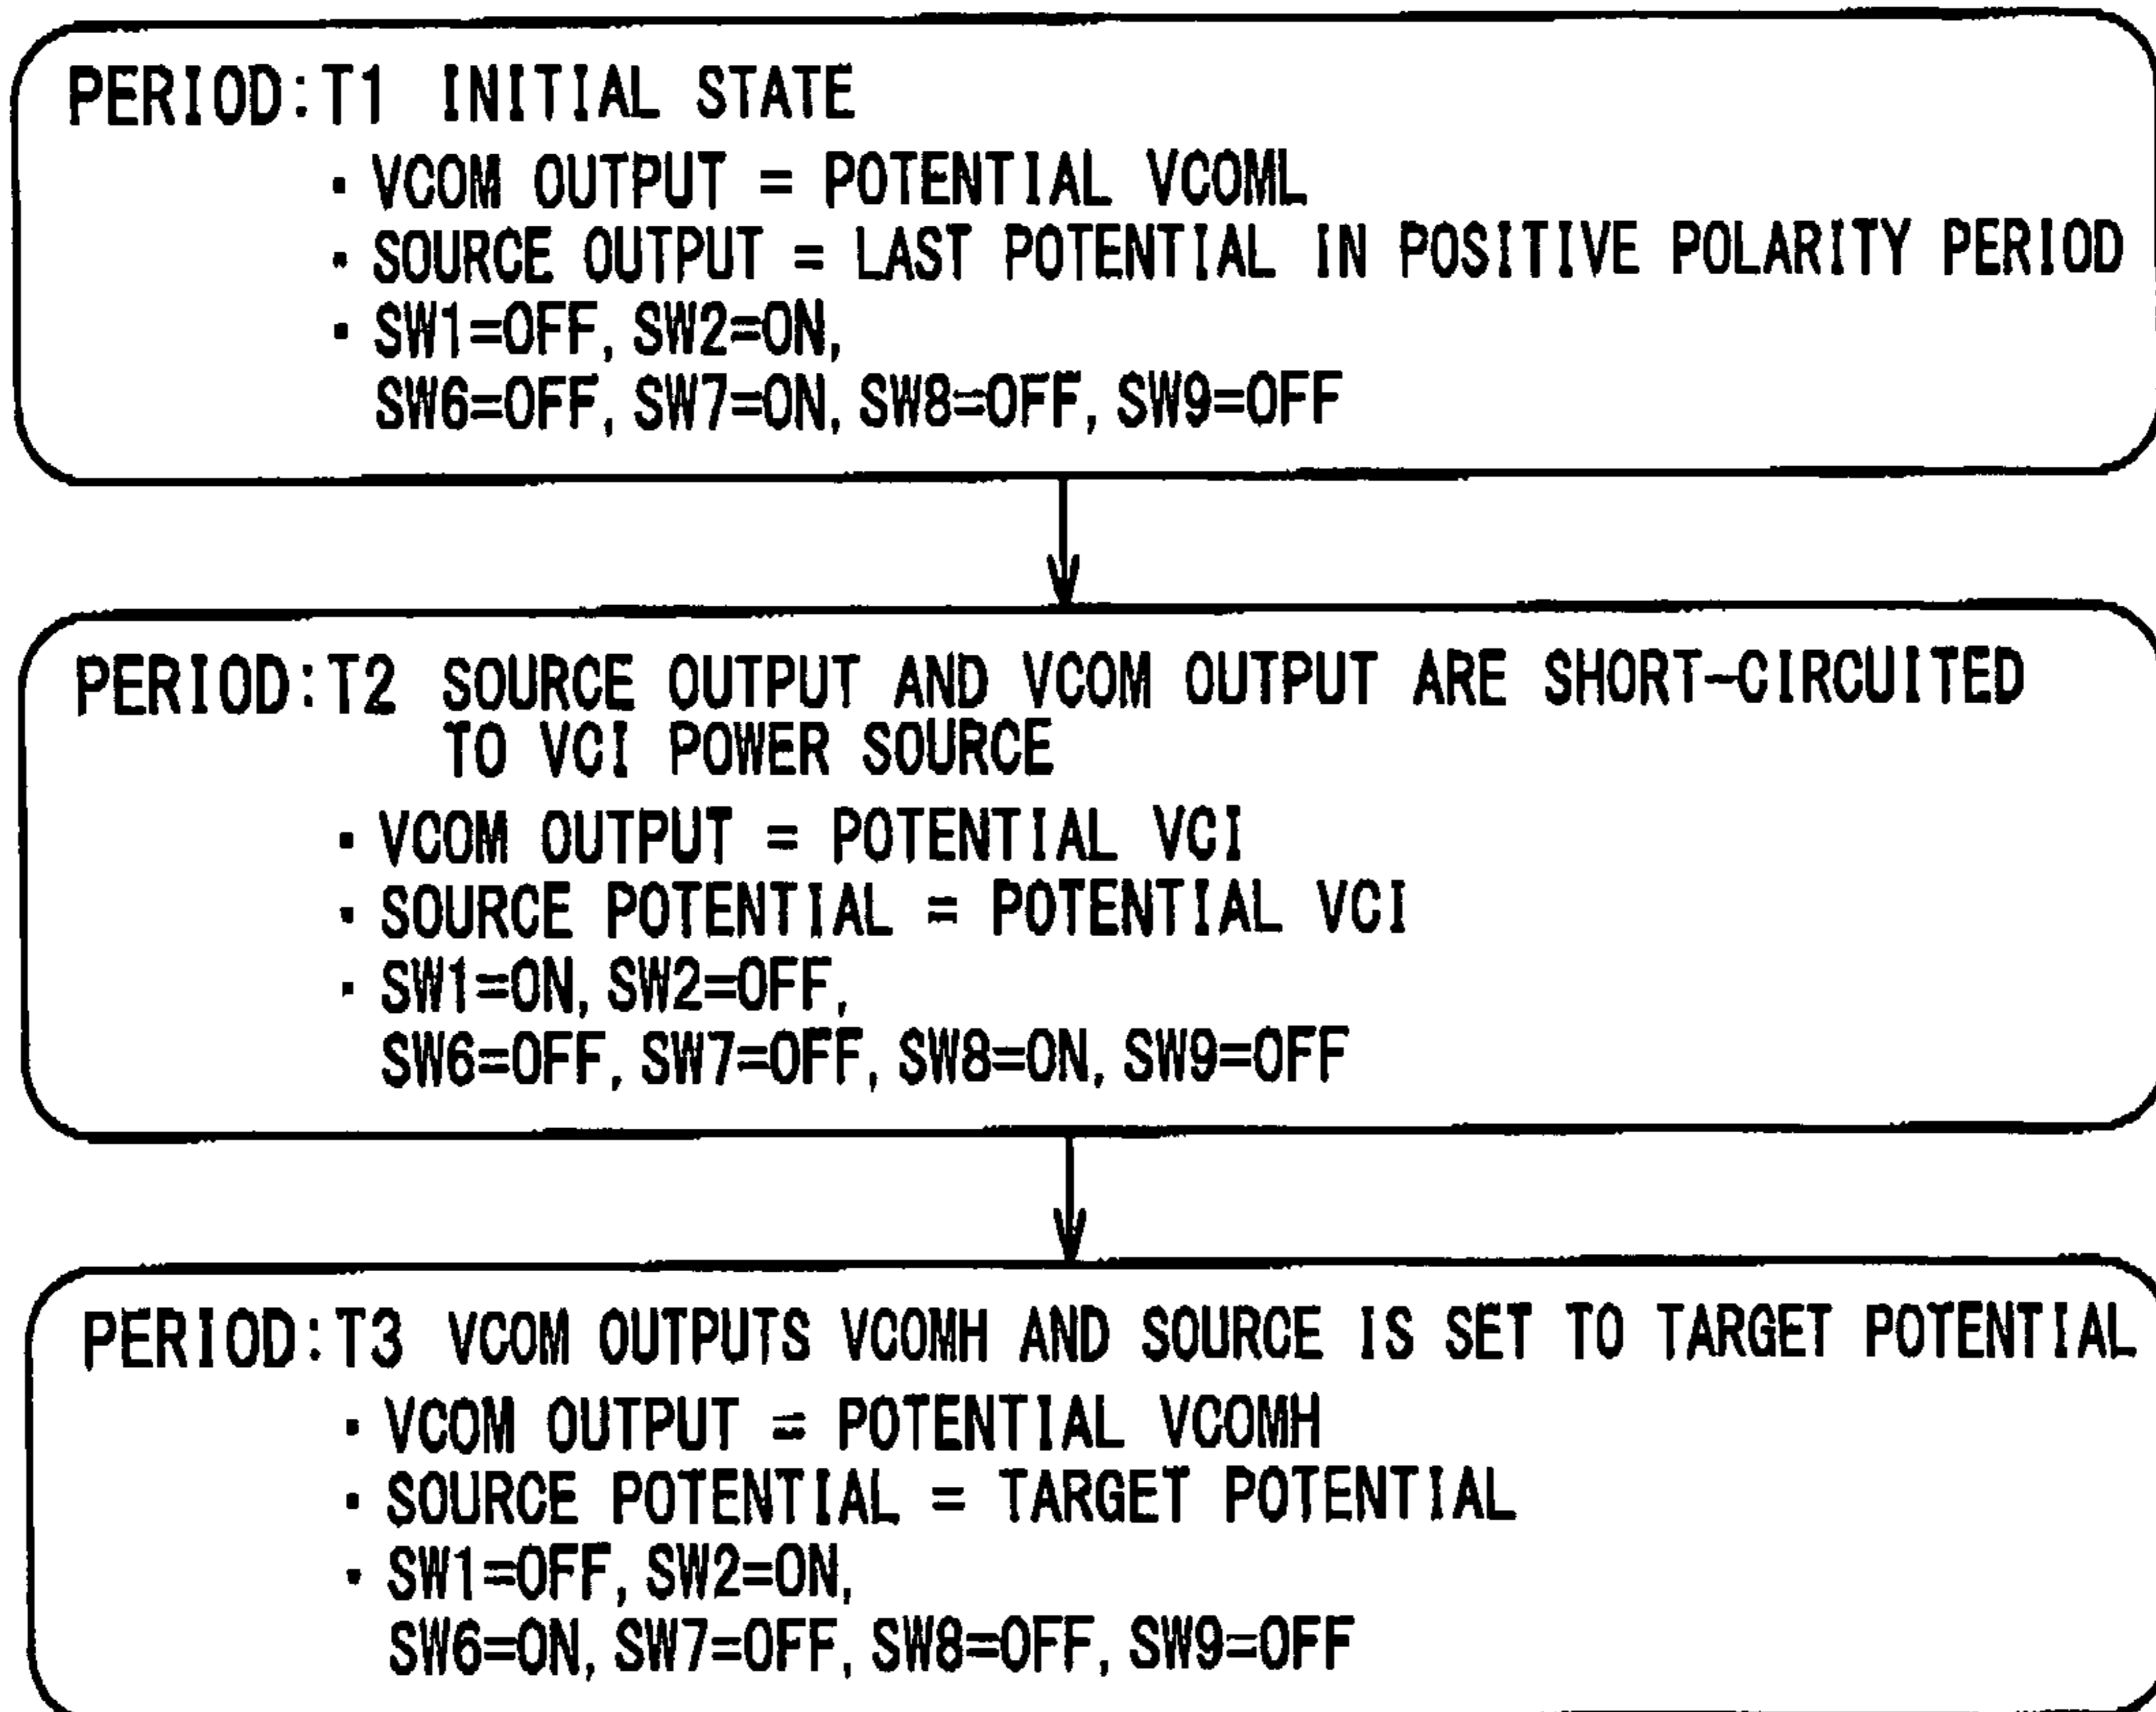 PERIOD:T1 INITIAL STATE
· VCOM OUTPUT = POTENTIAL VCOML
· SOURCE OUTPUT = LAST POTENTIAL IN POSITIVE POLARITY PERIOD
· SW1=OFF, SW2=ON,
SW6=OFF, SW7=ON, SW8=OFF, SW9=OFF
PERIOD:T2 SOURCE OUTPUT AND VCOM OUTPUT ARE SHORT-CIRCUITED
TO VCI POWER SOURCE
· VCOM OUTPUT = POTENTIAL VCI
· SOURCE POTENTIAL = POTENTIAL VCI
· SW1=ON, SW2=OFF,
SW6=OFF, SW7=OFF, SW8=ON, SW9=OFF
PERIOD:T3 VCOM OUTPUTS VCOMH AND SOURCE IS SET TO TARGET POTENTIAL
· VCOM OUTPUT = POTENTIAL VCOMH
· SOURCE POTENTIAL = TARGET POTENTIAL
· SW1=OFF, SW2=ON,
SW6=ON, SW7=OFF, SW8=OFF, SW9=OFF